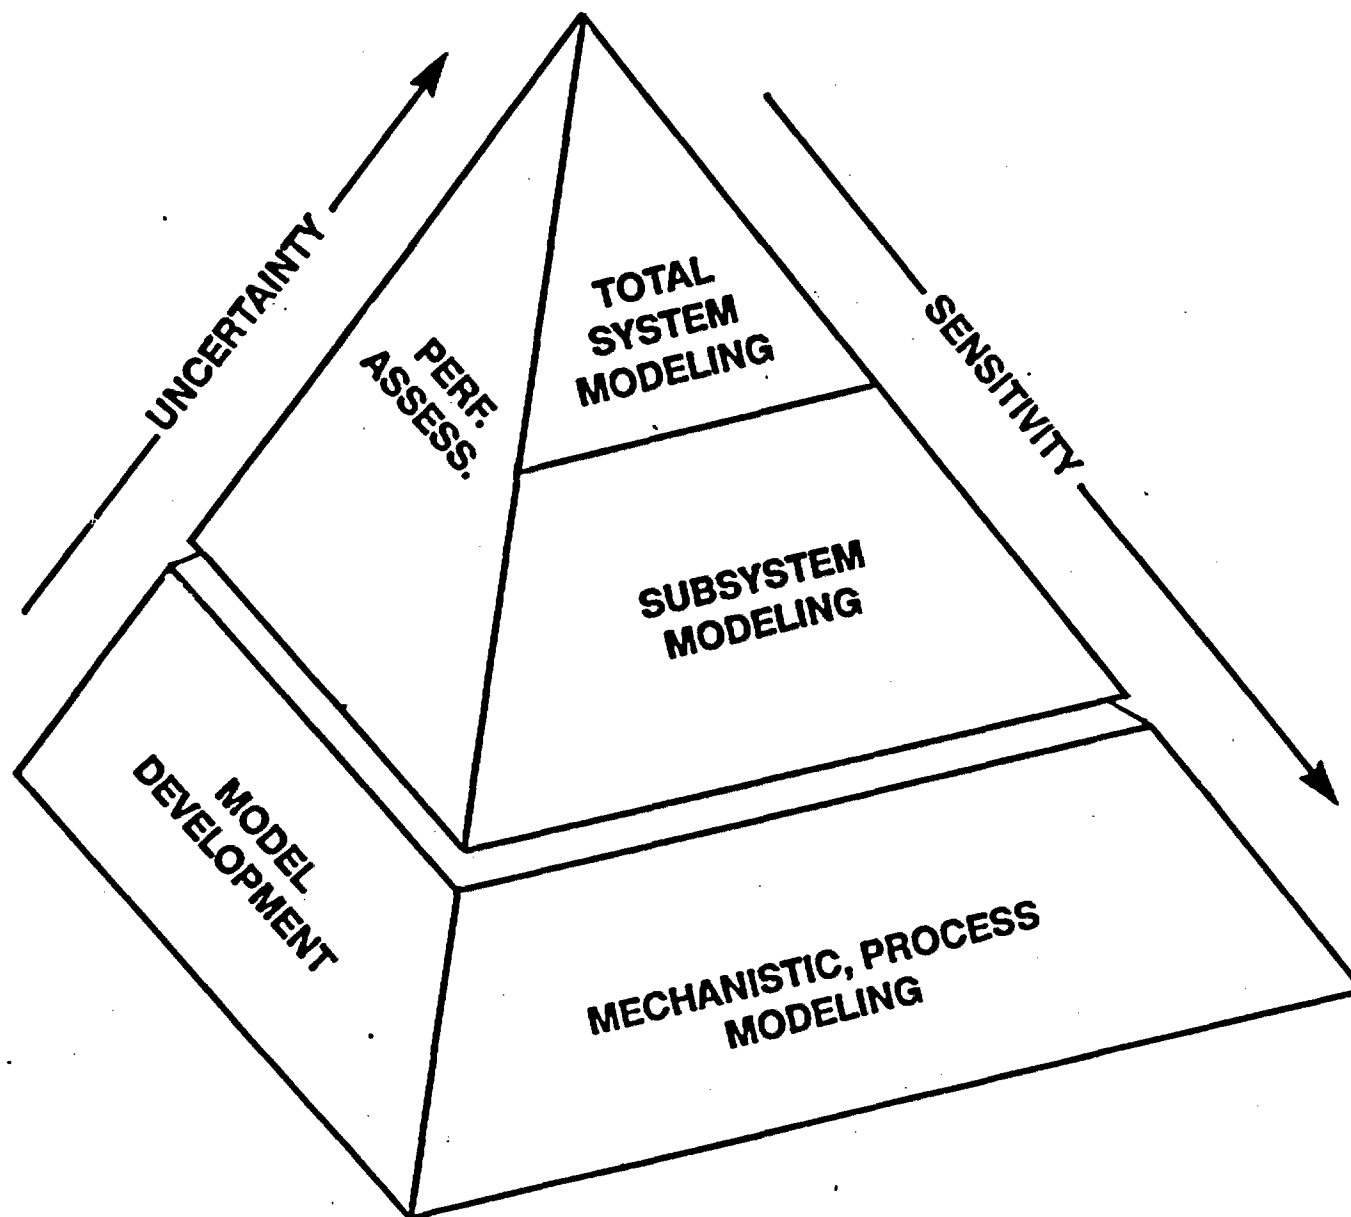 UNCERTAINTY
SENSITIVITY
PERF.
ASSESS.
TOTAL
SYSTEM
MODELING
SUBSYSTEM
MODELING
MODEL
DEVELOPMENT
MECHANISTIC, PROCESS
MODELING